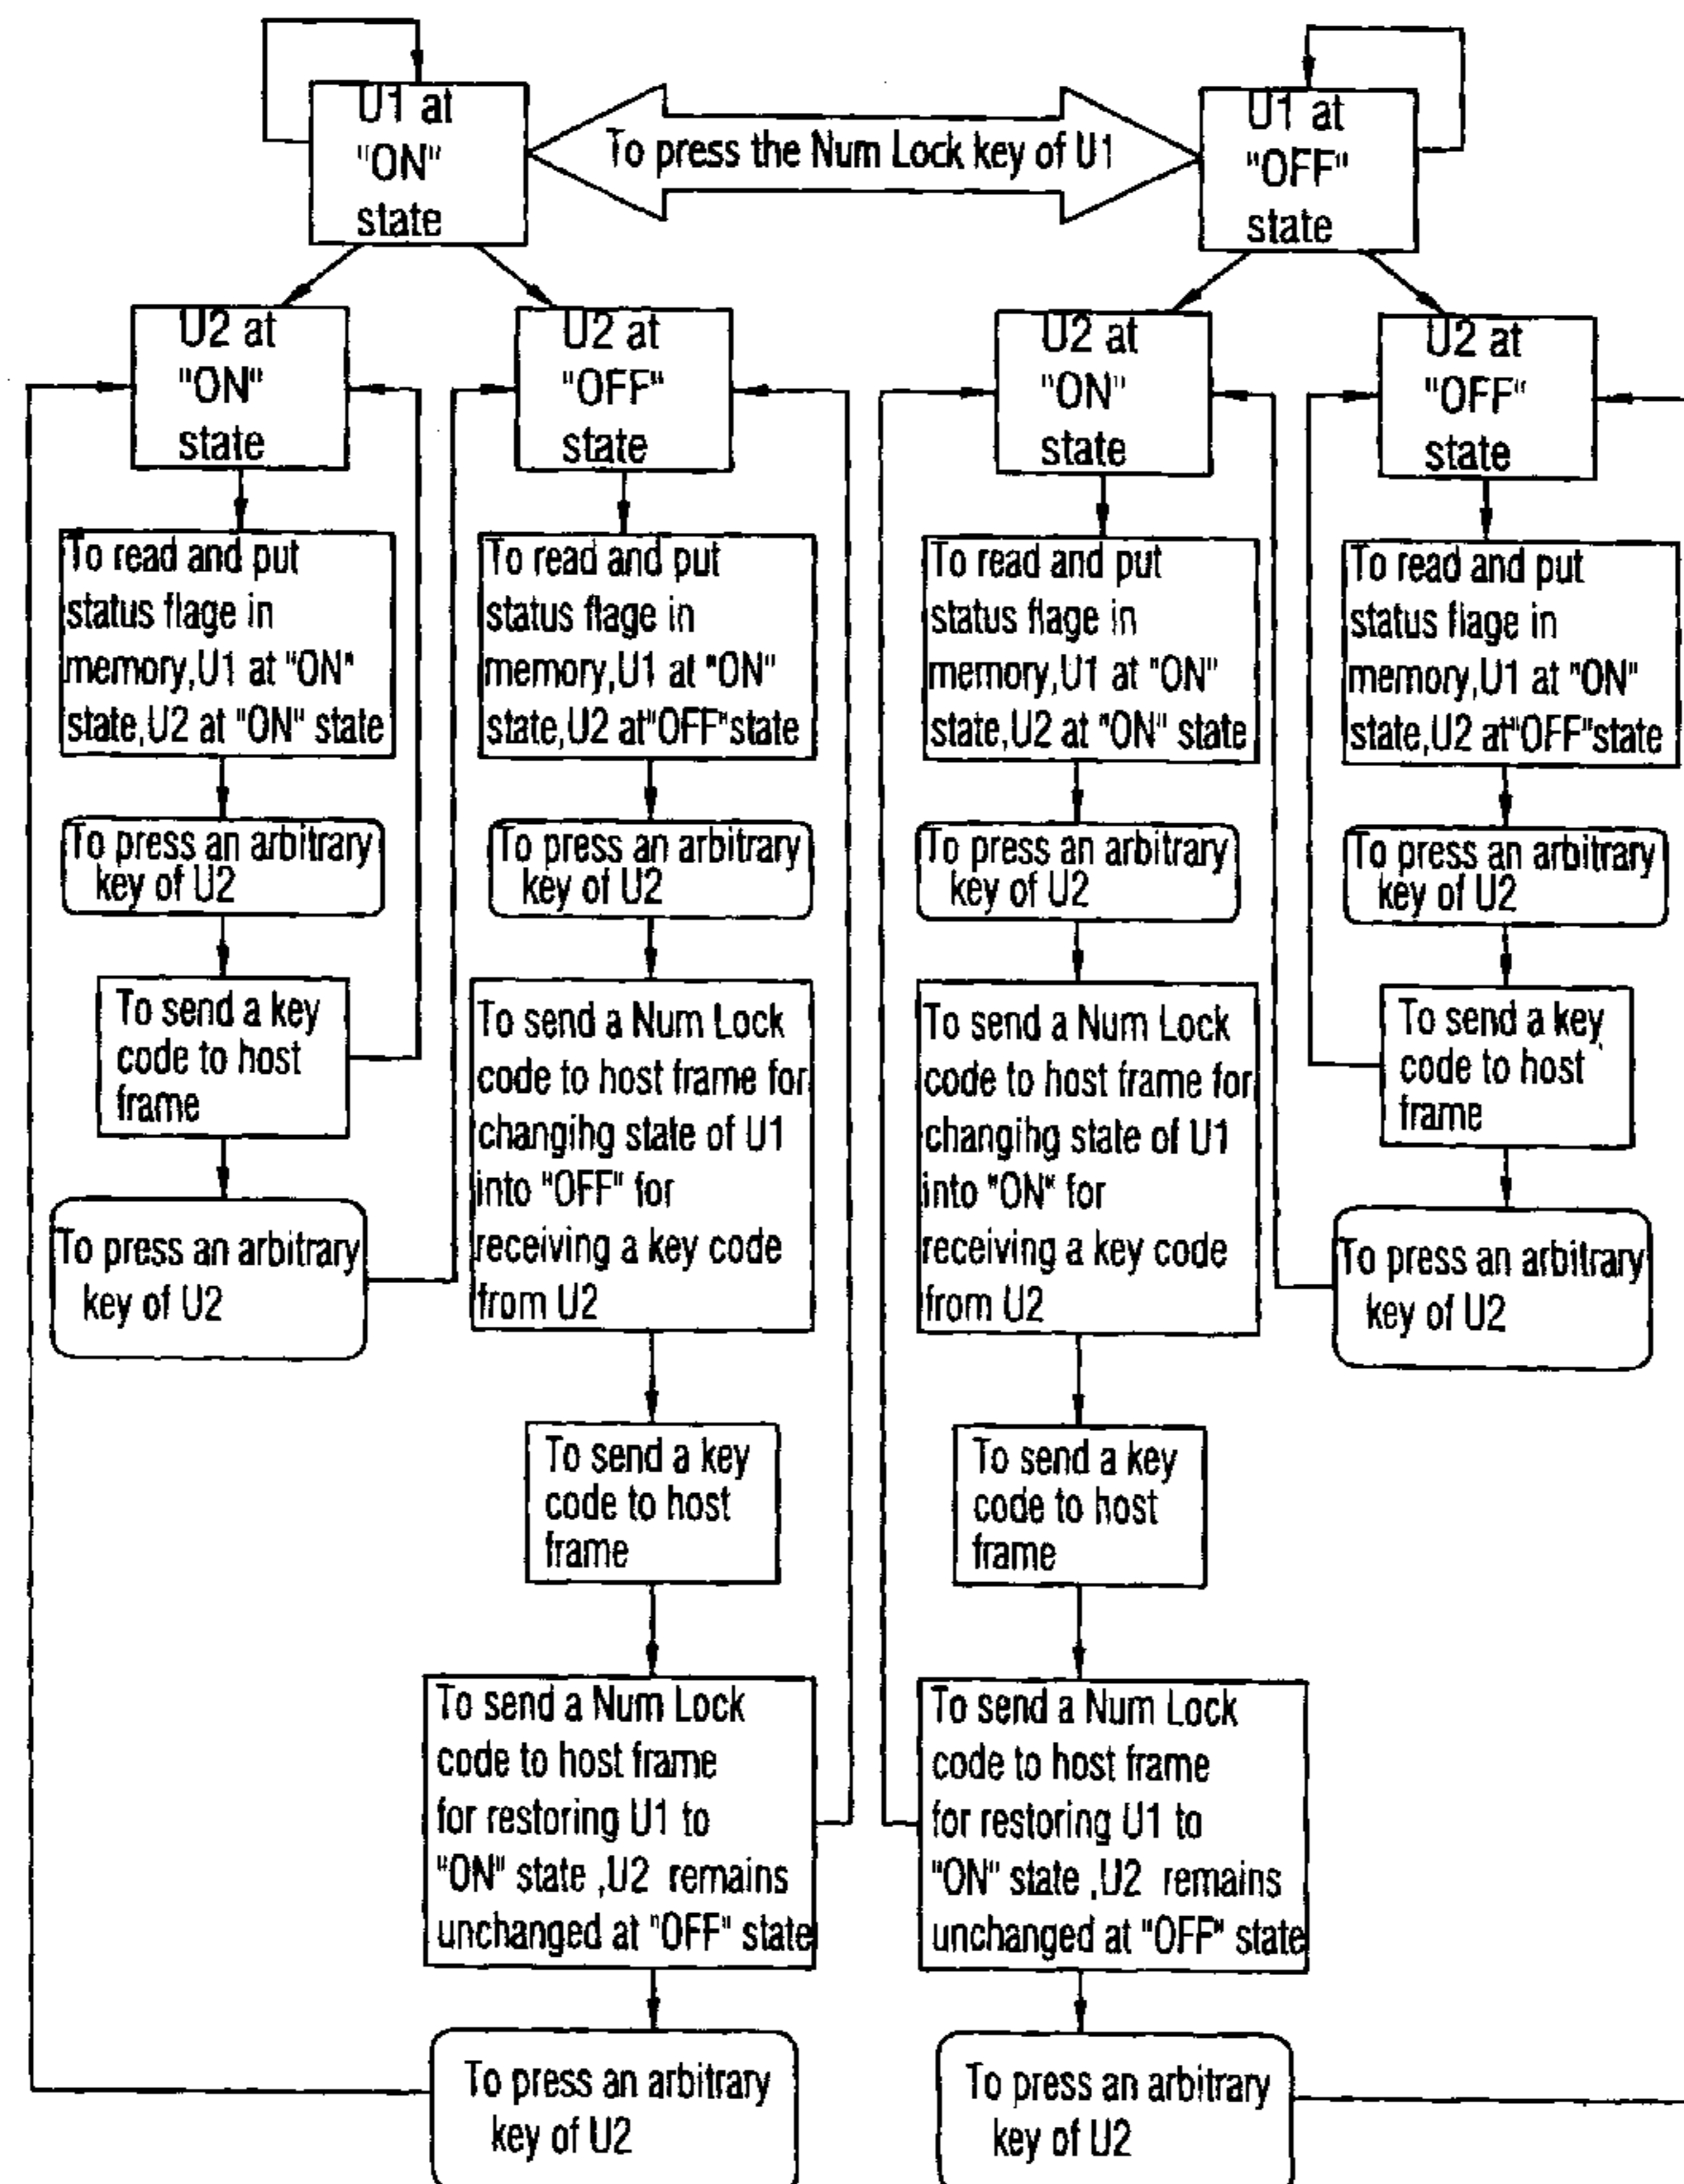 U1 at
"ON"
state
To press the Num Lock key of U1
U1 at
"OFF"
state
U2 at
"ON"
state
U2 at
"OFF"
state
U2 at
"ON"
state
U2 at
"OFF"
state
To read and put
status flage in
memory,U1 at "ON"
state,U2 at "ON" state
To read and put
status flage in
memory,U1 at "ON"
state,U2 at"OFF"state
To read and put
status flage in
memory,U1 at "ON"
state,U2 at "ON" state
To read and put
status flage in
memory,U1 at "ON"
state,U2 at"OFF"state
To press an arbitrary
key of U2
To press an arbitrary
key of U2
To press an arbitrary
key of U2
To press an arbitrary
key of U2
To send a key
code to host
frame
To send a Num Lock
code to host frame for
changihg state of U1
into "OFF" for
receiving a key code
from U2
To send a Num Lock
code to host frame for
changihg state of U1
into "ON" for
receiving a key code
from U2
To send a key
code to host
frame
To press an arbitrary
key of U2
To press an arbitrary
key of U2
To send a key
code to host
frame
To send a key
code to host
frame
To send a Num Lock
code to host frame
for restoring U1 to
"ON" state ,U2 remains
unchanged at "OFF" state
To send a Num Lock
code to host frame
for restoring U1 to
"ON" state ,U2 remains
unchanged at "OFF" state
To press an arbitrary
key of U2
To press an arbitrary
key of U2